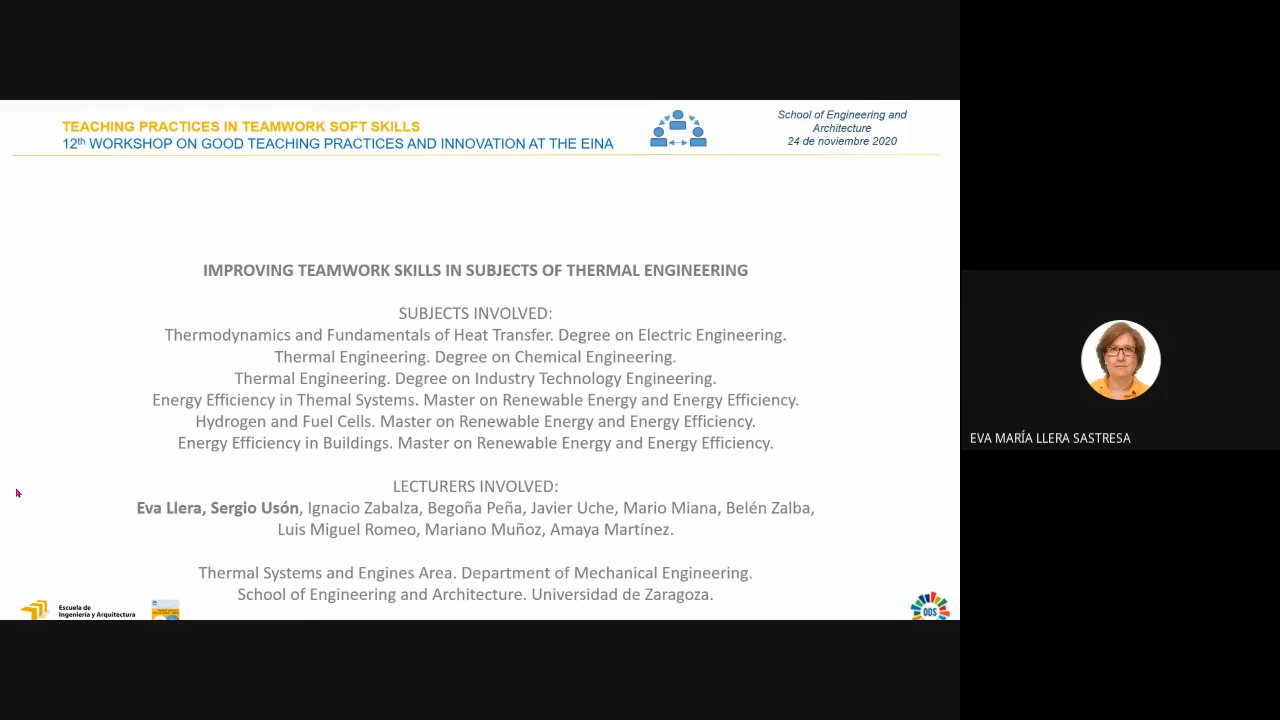 TEACHING PRACTICES IN TEAMWORK SOFT SKILLS
12th WORKSHOP ON GOOD TEACHING PRACTICES AND INNOVATION AT THE EINA
School of Engineering and
Architecture
24 de noviembre 2020
IMPROVING TEAMWORK SKILLS IN SUBJECTS OF THERMAL ENGINEERING
SUBJECTS INVOLVED:
Thermodynamics and Fundamentals of Heat Transfer. Degree on Electric Engineering.
Thermal Engineering. Degree on Chemical Engineering.
Thermal Engineering. Degree on Industry Technology Engineering.
Energy Efficiency in Themal Systems. Master on Renewable Energy and Energy Efficiency.
Hydrogen and Fuel Cells. Master on Renewable Energy and Energy Efficiency.
Energy Efficiency in Buildings. Master on Renewable Energy and Energy Efficiency.
LECTURERS INVOLVED:
Eva Llera, Sergio Usón, Ignacio Zabalza, Begoña Peña, Javier Uche, Mario Miana, Belén Zalba,
Luis Miguel Romeo, Mariano Muñoz, Amaya Martínez.
Thermal Systems and Engines Area. Department of Mechanical Engineering.
School of Engineering and Architecture. Universidad de Zaragoza.
Escuela de
Ingeniería y Arquitectura
ODS
EVA MARÍA LLERA SASTRESA